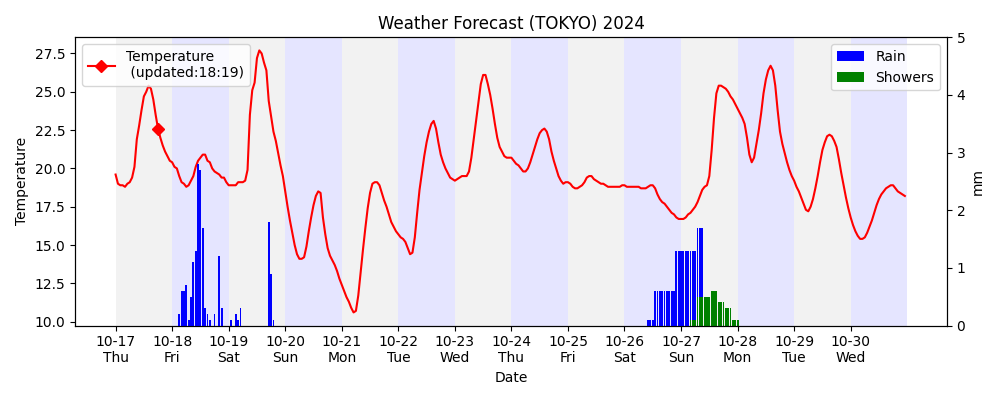 Weather Forecast (TOKYO) 2024
Temperature
(updated:18:19)
Rain
Showers
27.5
25.0
22.5
20.0
17.5
15.0
12.5
10.0
Temperature
5
4
3
2
1
0
mm
10-17 10-18 10-19 10-20 10-21 10-22 10-23 10-24 10-25 10-26 10-27 10-28 10-29 10-30
Thu Fri Sat Sun Mon Tue Wed Thu Fri Sat Sun Mon Tue Wed
Date